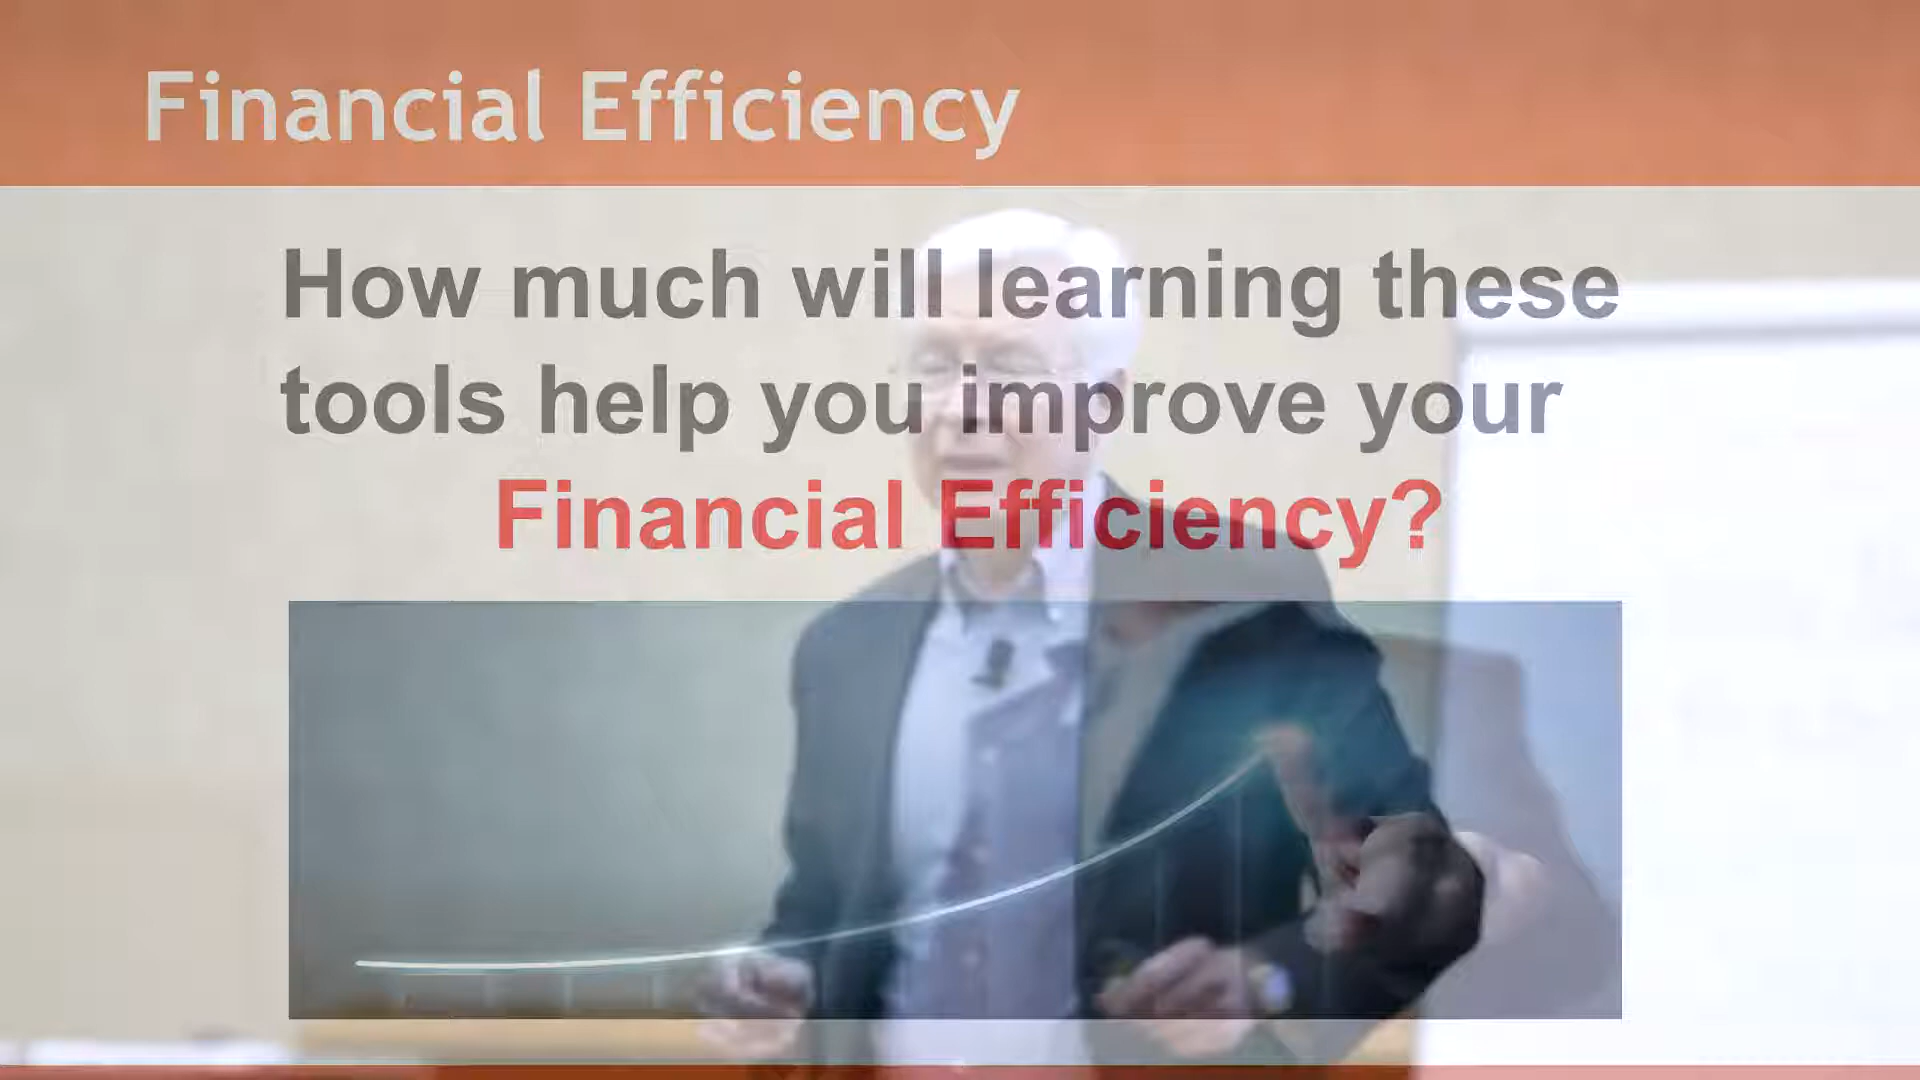 Financial Efficiency
How much will learning these
tools help you improve your
Financial Efficiency?